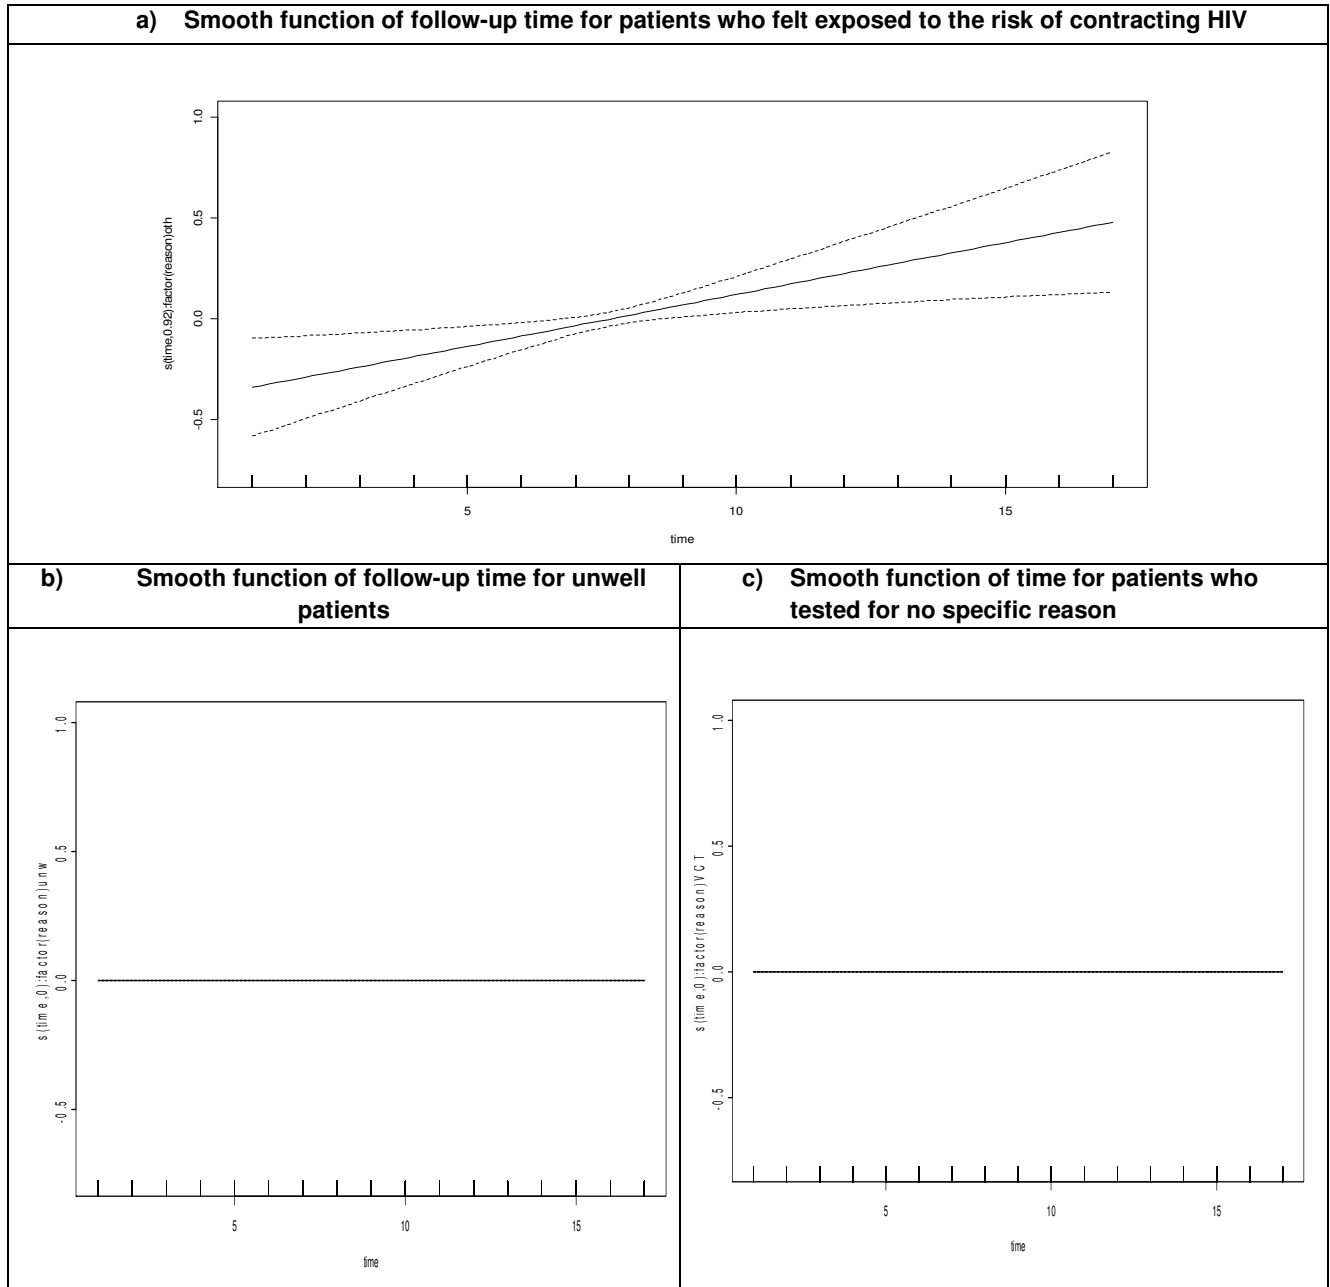 a) Smooth function of follow-up time for patients who felt exposed to the risk of contracting HIV
1.0
0.5
0.0
-0.5
s(time,0.92):factor(reason)oth
5 10 15
time
b) Smooth function of follow-up time for unwell
patients
1.0
0.5
0.0
-0.5
s(time,0):factor(reason)unw
5 10 15
time
c) Smooth function of time for patients who
tested for no specific reason
1.0
0.5
0.0
-0.5
s(time,0):factor(reason)VCT
5 10 15
time